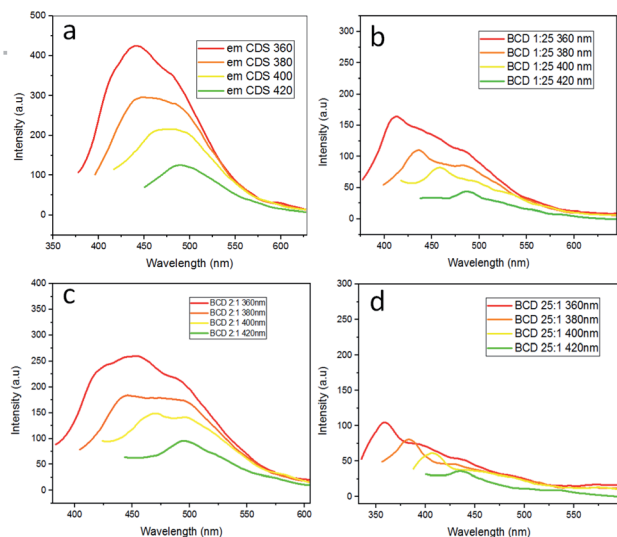 a
em CDS 360
em CDS 380
em CDS 400
em CDS 420
500
400
300
200
100
0
350
400
450
500
550
600
Intensity (a.u)
Wavelength (nm)
b
BCD 1:25 360 nm
BCD 1:25 380 nm
BCD 1:25 400 nm
BCD 1:25 420 nm
300
250
200
150
100
50
0
400
450
500
550
600
Intensity (a.u)
Wavelength (nm)
c
BCD 2:1 360nm
BCD 2:1 380nm
BCD 2:1 400nm
BCD 2:1 420nm
400
350
300
250
200
150
100
50
0
400
450
500
550
600
Intensity (a.u)
Wavelength (nm)
d
BCD 25:1 360nm
BCD 25:1 380nm
BCD 25:1 400nm
BCD 25:1 420nm
300
250
200
150
100
50
0
350
400
450
500
550
Intensity (a.u)
Wavelength (nm)